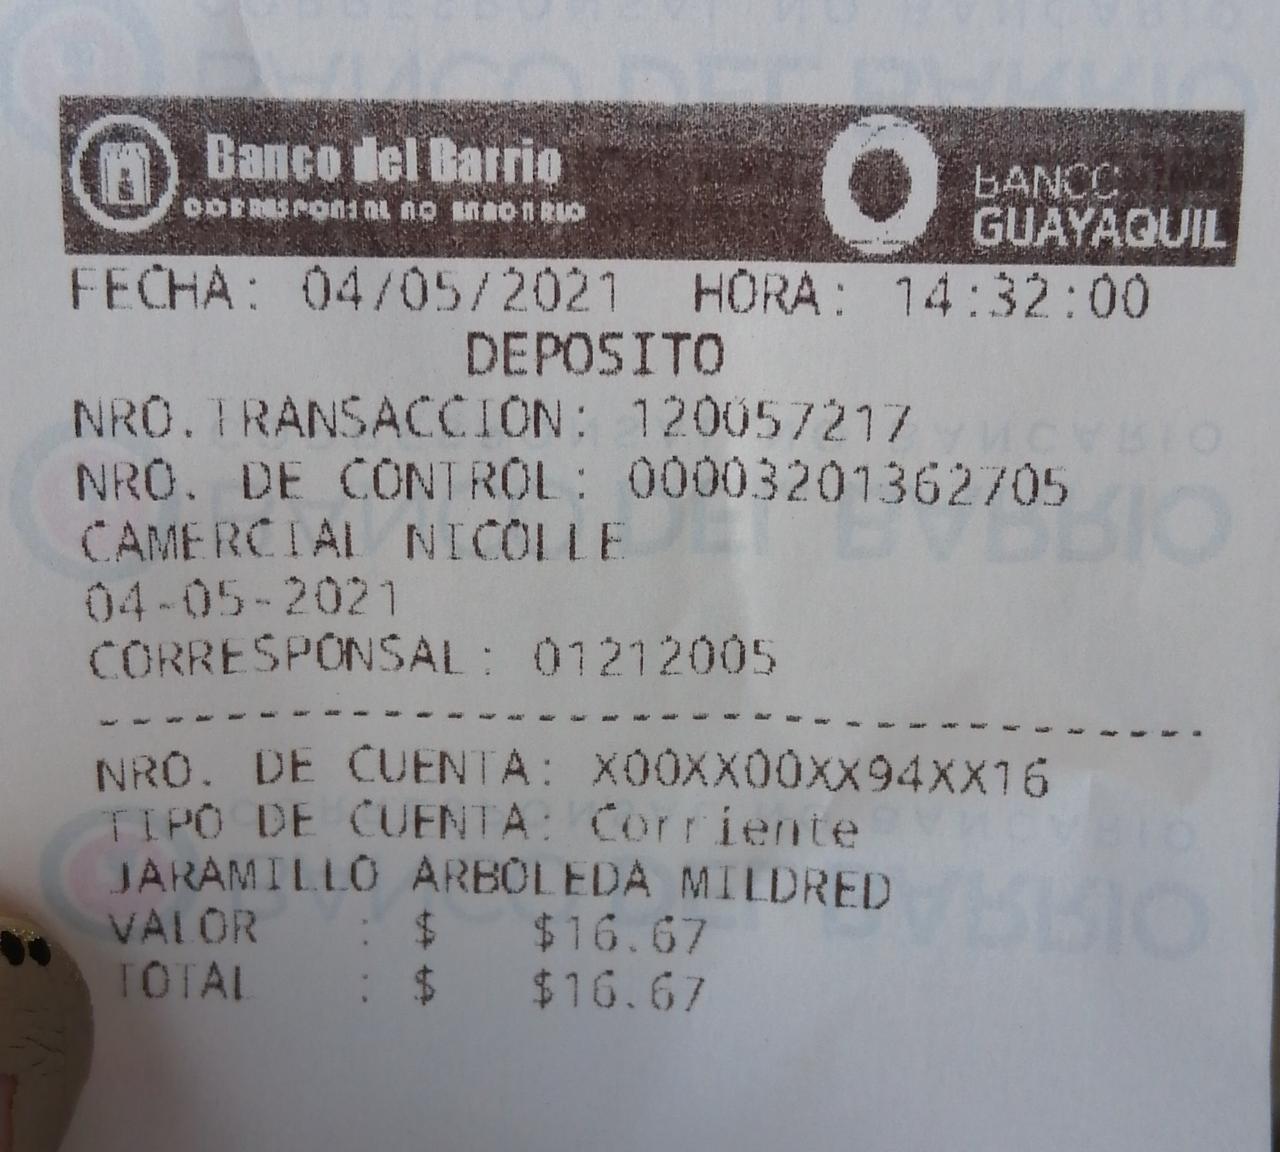 Banco del Barrio
CORRESPONSAL NO BANCARIO
BANCO
GUAYAQUIL
FECHA: 04/05/2021 HORA: 14:32:00
DEPOSITO
NRO.TRANSACCION: 120057217
NRO. DE CONTROL: 00003201362705
CAMERCIAL NICOLLE
04-05-2021
CORRESPONSAL: 01212005
NRO. DE CUENTA: X00XX00XX94XX16
TIPO DE CUENTA: Corriente
JARAMILLO ARBOLEDA MILDRED
VALOR : $ $16.67
TOTAL : $ $16.67